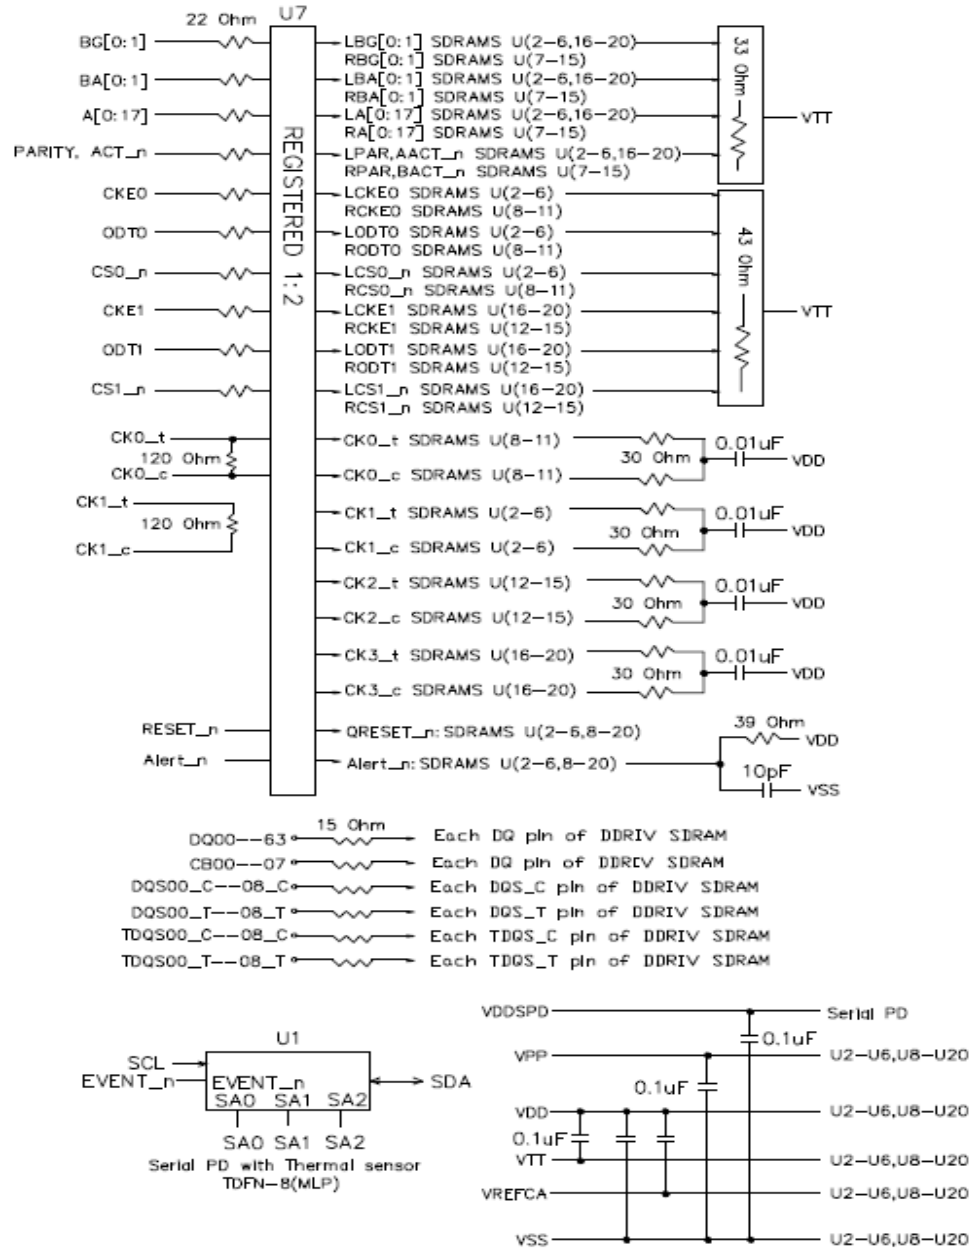 22 Ohm U7
BG[0:1] LBG[0:1] SDRAMS U(2-6,16-20) 33 Ohm
RBG[0:1] SDRAMS U(7-15)
BA[0:1] LBA[0:1] SDRAMS U(2-6,16-20)
RBA[0:1] SDRAMS U(7-15)
A[0:17] LA[0:17] SDRAMS U(2-6,16-20) VTT
RA[0:17] SDRAMS U(7-15)
REGISTERED 1:2
PARITY, ACT_n LPAR,AACT_n SDRAMS U(2-6,16-20)
RPAR,BACT_n SDRAMS U(7-15)
CKE0 LCKE0 SDRAMS U(2-6)
RCKE0 SDRAMS U(8-11)
ODT0 LODT0 SDRAMS U(2-6) 43 Ohm
RODT0 SDRAMS U(8-11)
CS0_n LCS0_n SDRAMS U(2-6)
RCS0_n SDRAMS U(8-11)
CKE1 LCKE1 SDRAMS U(16-20) VTT
RCKE1 SDRAMS U(12-15)
ODT1 LODT1 SDRAMS U(16-20)
RODT1 SDRAMS U(12-15)
CS1_n LCS1_n SDRAMS U(16-20)
RCS1_n SDRAMS U(12-15)
CK0_t CK0_t SDRAMS U(8-11) 0.01uF
120 Ohm 30 Ohm VDD
CK0_c CK0_c SDRAMS U(8-11)
CK1_t CK1_t SDRAMS U(2-6) 0.01uF
120 Ohm 30 Ohm VDD
CK1_c CK1_c SDRAMS U(2-6)
CK2_t SDRAMS U(12-15) 0.01uF
30 Ohm VDD
CK2_c SDRAMS U(12-15)
CK3_t SDRAMS U(16-20) 0.01uF
30 Ohm VDD
CK3_c SDRAMS U(16-20)
39 Ohm
RESET_n QRESET_n: SDRAMS U(2-6,8-20) VDD
Alert_n Alert_n: SDRAMS U(2-6,8-20) 10pF
VSS
15 Ohm
DQ00--63 Each DQ pin of DDRIV SDRAM
CB00--07 Each DQ pin of DDRIV SDRAM
DQS00_C--08_C Each DQS_C pin of DDRIV SDRAM
DQS00_T--08_T Each DQS_T pin of DDRIV SDRAM
TDQS00_C--08_C Each TDQS_C pin of DDRIV SDRAM
TDQS00_T--08_T Each TDQS_T pin of DDRIV SDRAM
U1
SCL
EVENT_n EVENT_n SDA
SA0 SA1 SA2
SA0 SA1 SA2
Serial PD with Thermal sensor
TDFN-8(MLP)
VDDSPD Serial PD
0.1uF
VPP U2-U6,U8-U20
0.1uF
VDD U2-U6,U8-U20
0.1uF
VTT U2-U6,U8-U20
VREFCA U2-U6,U8-U20
VSS U2-U6,U8-U20